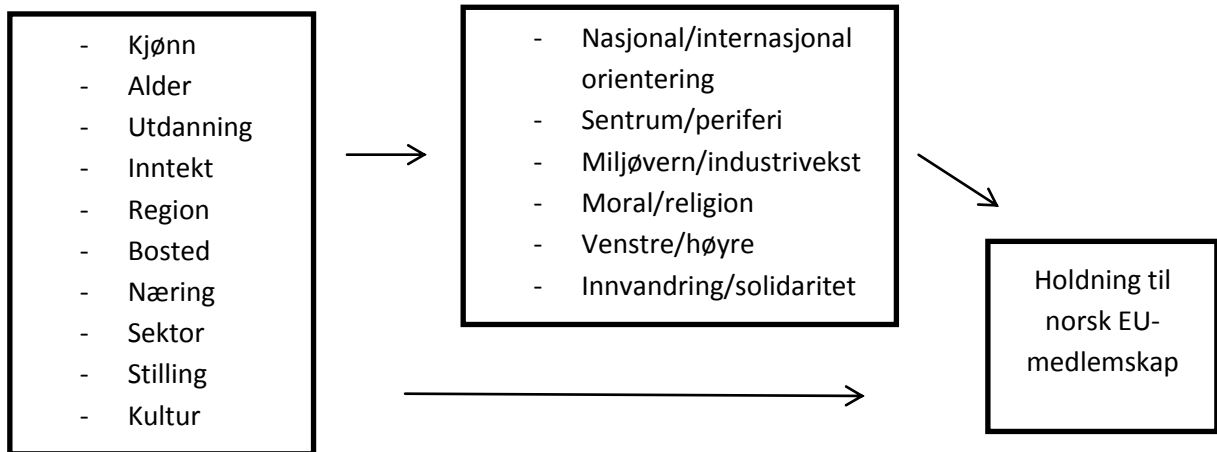 - Kjønn
- Alder
- Utdanning
- Inntekt
- Region
- Bosted
- Næring
- Sektor
- Stilling
- Kultur
- Nasjonal/internasjonal
orientering
- Sentrum/periferi
- Miljøvern/industrivekst
- Moral/religion
- Venstre/høyre
- Innvandring/solidaritet
Holdning til
norsk EU-
medlemskap